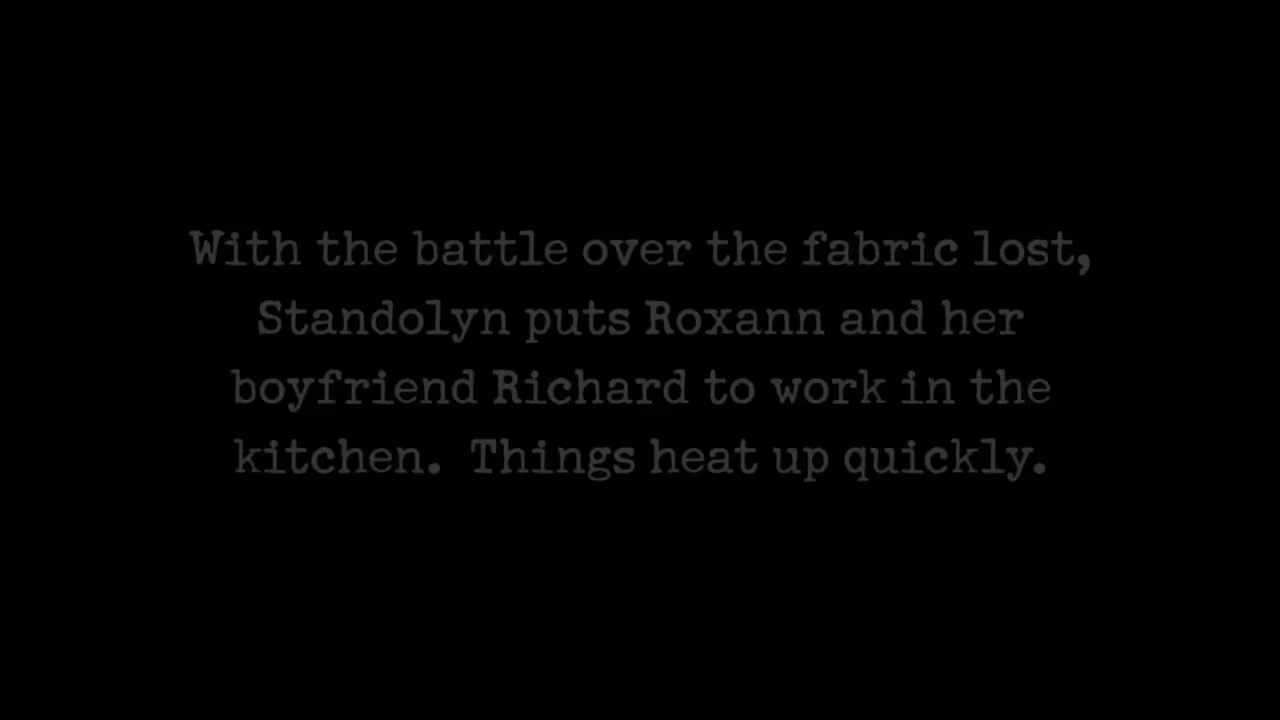 With the battle over the fabric lost,
Standolyn puts Roxann and her
boyfriend Richard to work in the
kitchen.  Things heat up quickly.